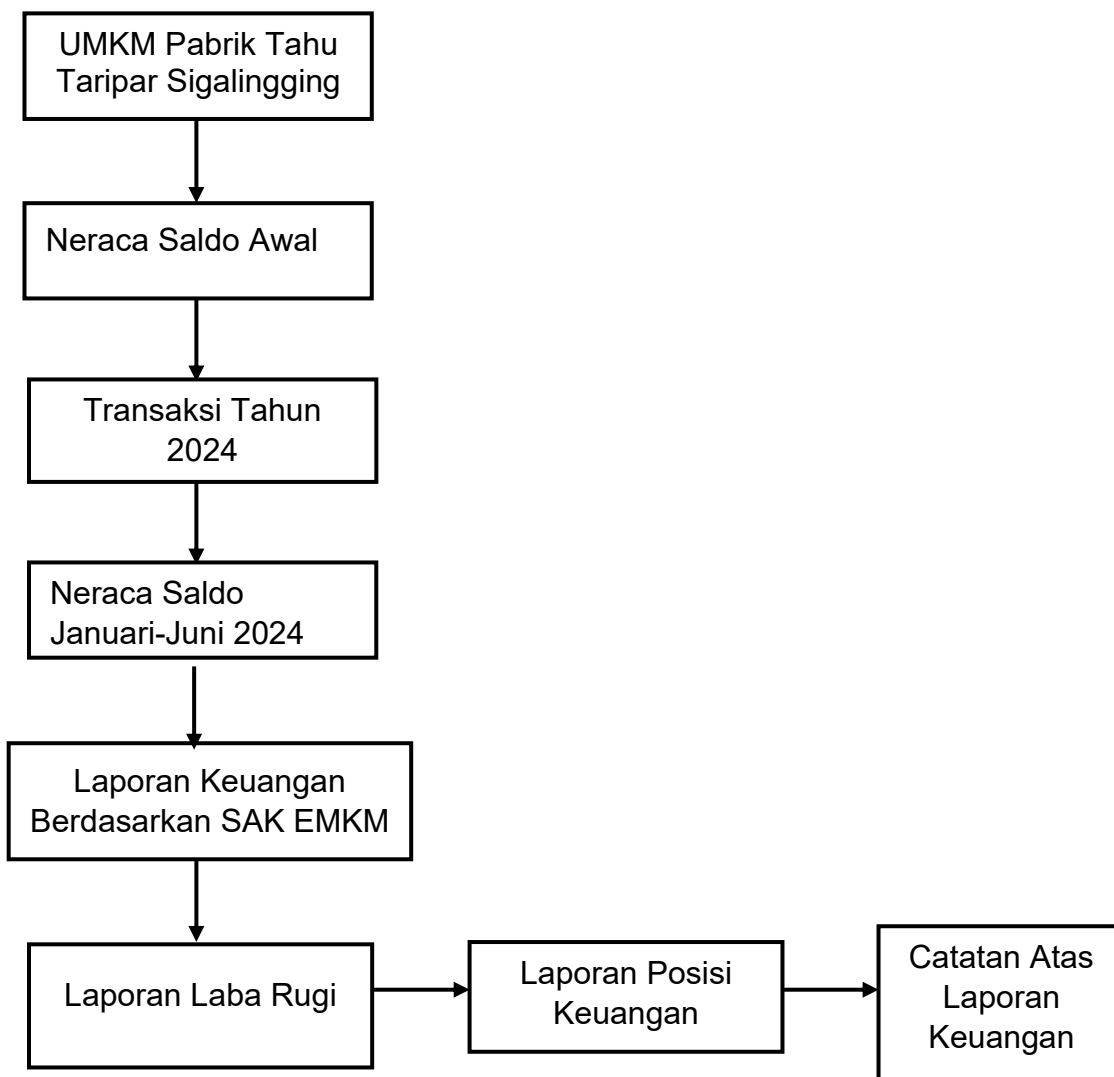 UMKM Pabrik Tahu
Taripar Sigalingging
Neraca Saldo Awal
Transaksi Tahun
2024
Neraca Saldo
Januari-Juni 2024
Laporan Keuangan
Berdasarkan SAK EMKM
Laporan Laba Rugi
Laporan Posisi
Keuangan
Catatan Atas
Laporan
Keuangan